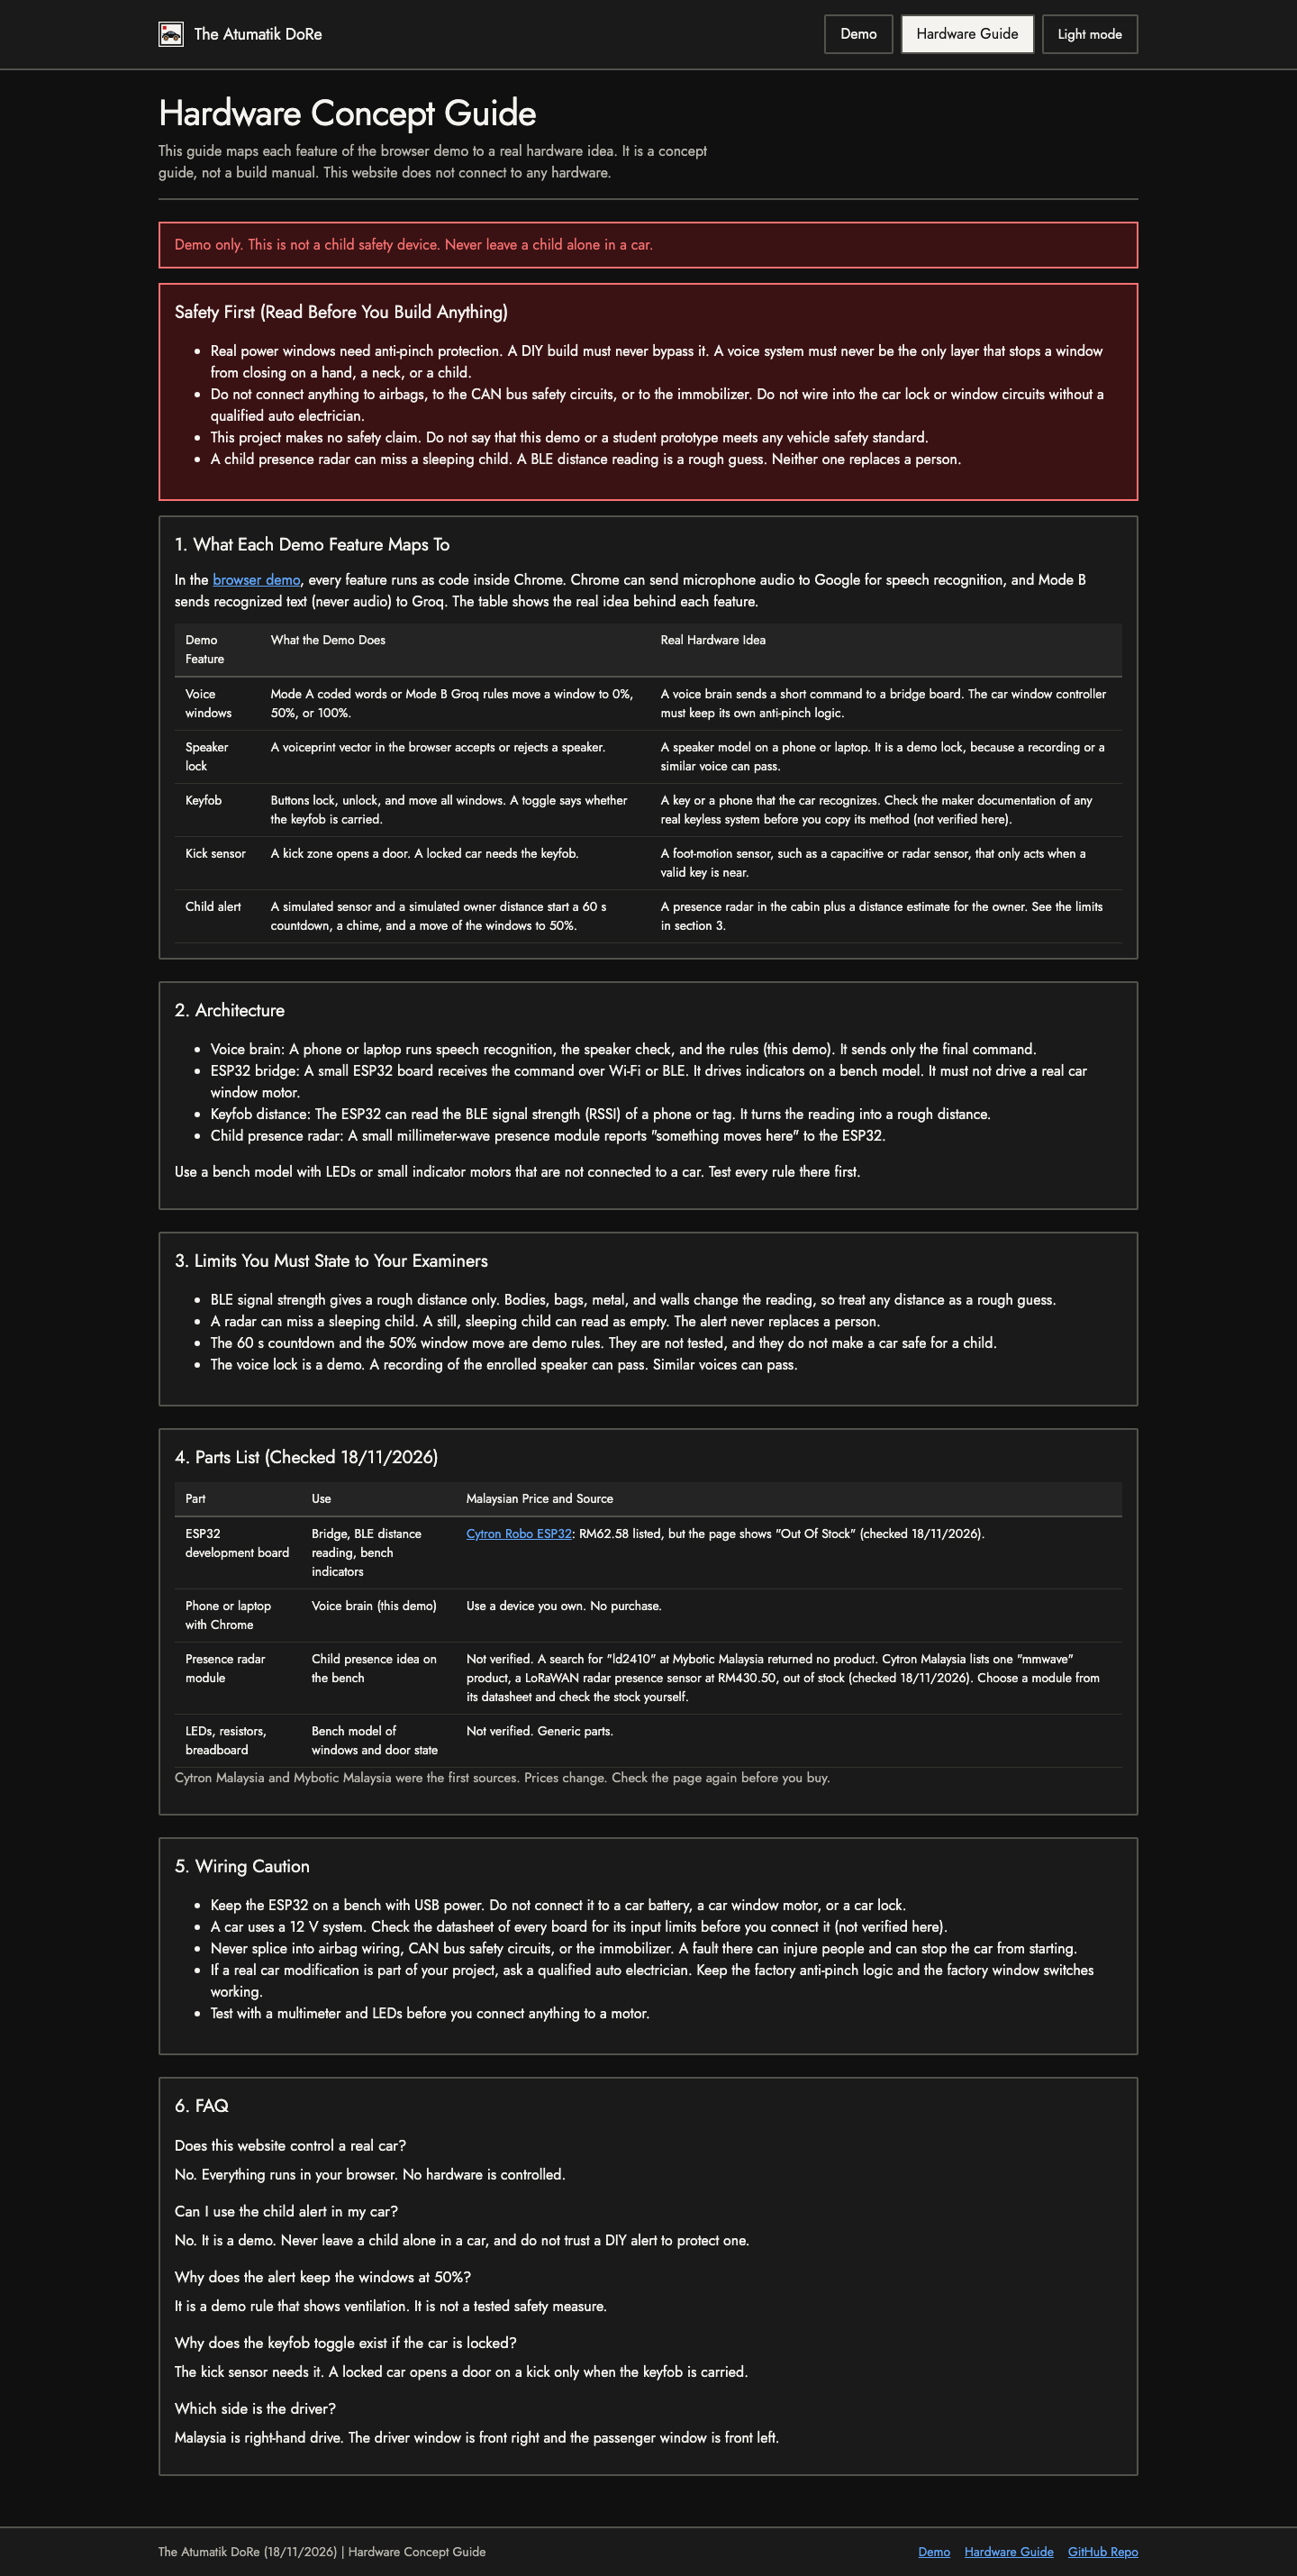 The Atumatik DoRe
Demo
Hardware Guide
Light mode
Hardware Concept Guide
This guide maps each feature of the browser demo to a real hardware idea. It is a concept
guide, not a build manual. This website does not connect to any hardware.
Demo only. This is not a child safety device. Never leave a child alone in a car.
Safety First (Read Before You Build Anything)
• Real power windows need anti-pinch protection. A DIY build must never bypass it. A voice system must never be the only layer that stops a window
from closing on a hand, a neck, or a child.
• Do not connect anything to airbags, to the CAN bus safety circuits, or to the immobilizer. Do not wire into the car lock or window circuits without a
qualified auto electrician.
• This project makes no safety claim. Do not say that this demo or a student prototype meets any vehicle safety standard.
• A child presence radar can miss a sleeping child. A BLE distance reading is a rough guess. Neither one replaces a person.
1. What Each Demo Feature Maps To
In the browser demo, every feature runs as code inside Chrome. Chrome can send microphone audio to Google for speech recognition, and Mode B
sends recognized text (never audio) to Groq. The table shows the real idea behind each feature.
Demo
Feature
What the Demo Does
Real Hardware Idea
Voice
windows
Mode A coded words or Mode B Groq rules move a window to 0%,
50%, or 100%.
A voice brain sends a short command to a bridge board. The car window controller
must keep its own anti-pinch logic.
Speaker
lock
A voiceprint vector in the browser accepts or rejects a speaker.
A speaker model on a phone or laptop. It is a demo lock, because a recording or a
similar voice can pass.
Keyfob
Buttons lock, unlock, and move all windows. A toggle says whether
the keyfob is carried.
A key or a phone that the car recognizes. Check the maker documentation of any
real keyless system before you copy its method (not verified here).
Kick sensor
A kick zone opens a door. A locked car needs the keyfob.
A foot-motion sensor, such as a capacitive or radar sensor, that only acts when a
valid key is near.
Child alert
A simulated sensor and a simulated owner distance start a 60 s
countdown, a chime, and a move of the windows to 50%.
A presence radar in the cabin plus a distance estimate for the owner. See the limits
in section 3.
2. Architecture
• Voice brain: A phone or laptop runs speech recognition, the speaker check, and the rules (this demo). It sends only the final command.
• ESP32 bridge: A small ESP32 board receives the command over Wi-Fi or BLE. It drives indicators on a bench model. It must not drive a real car
window motor.
• Keyfob distance: The ESP32 can read the BLE signal strength (RSSI) of a phone or tag. It turns the reading into a rough distance.
• Child presence radar: A small millimeter-wave presence module reports "something moves here" to the ESP32.
Use a bench model with LEDs or small indicator motors that are not connected to a car. Test every rule there first.
3. Limits You Must State to Your Examiners
• BLE signal strength gives a rough distance only. Bodies, bags, metal, and walls change the reading, so treat any distance as a rough guess.
• A radar can miss a sleeping child. A still, sleeping child can read as empty. The alert never replaces a person.
• The 60 s countdown and the 50% window move are demo rules. They are not tested, and they do not make a car safe for a child.
• The voice lock is a demo. A recording of the enrolled speaker can pass. Similar voices can pass.
4. Parts List (Checked 18/11/2026)
Part
Use
Malaysian Price and Source
ESP32
development board
Bridge, BLE distance
reading, bench
indicators
Cytron Robo ESP32: RM62.58 listed, but the page shows "Out Of Stock" (checked 18/11/2026).
Phone or laptop
with Chrome
Voice brain (this demo)
Use a device you own. No purchase.
Presence radar
module
Child presence idea on
the bench
Not verified. A search for "ld2410" at Mybotic Malaysia returned no product. Cytron Malaysia lists one "mmwave"
product, a LoRaWAN radar presence sensor at RM430.50, out of stock (checked 18/11/2026). Choose a module from
its datasheet and check the stock yourself.
LEDs, resistors,
breadboard
Bench model of
windows and door state
Not verified. Generic parts.
Cytron Malaysia and Mybotic Malaysia were the first sources. Prices change. Check the page again before you buy.
5. Wiring Caution
• Keep the ESP32 on a bench with USB power. Do not connect it to a car battery, a car window motor, or a car lock.
• A car uses a 12 V system. Check the datasheet of every board for its input limits before you connect it (not verified here).
• Never splice into airbag wiring, CAN bus safety circuits, or the immobilizer. A fault there can injure people and can stop the car from starting.
• If a real car modification is part of your project, ask a qualified auto electrician. Keep the factory anti-pinch logic and the factory window switches
working.
• Test with a multimeter and LEDs before you connect anything to a motor.
6. FAQ
Does this website control a real car?
No. Everything runs in your browser. No hardware is controlled.
Can I use the child alert in my car?
No. It is a demo. Never leave a child alone in a car, and do not trust a DIY alert to protect one.
Why does the alert keep the windows at 50%?
It is a demo rule that shows ventilation. It is not a tested safety measure.
Why does the keyfob toggle exist if the car is locked?
The kick sensor needs it. A locked car opens a door on a kick only when the keyfob is carried.
Which side is the driver?
Malaysia is right-hand drive. The driver window is front right and the passenger window is front left.
The Atumatik DoRe (18/11/2026) | Hardware Concept Guide
Demo
Hardware Guide
GitHub Repo